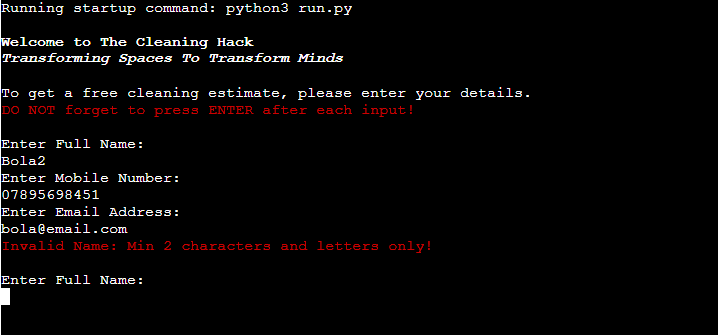 Running startup command: python3 run.py
Welcome to The Cleaning Hack
Transforming Spaces To Transform Minds
To get a free cleaning estimate, please enter your details.
DO NOT forget to press ENTER after each input!
Enter Full Name:
Bola2
Enter Mobile Number:
07895698451
Enter Email Address:
bola@email.com
Invalid Name: Min 2 characters and letters only!
Enter Full Name: